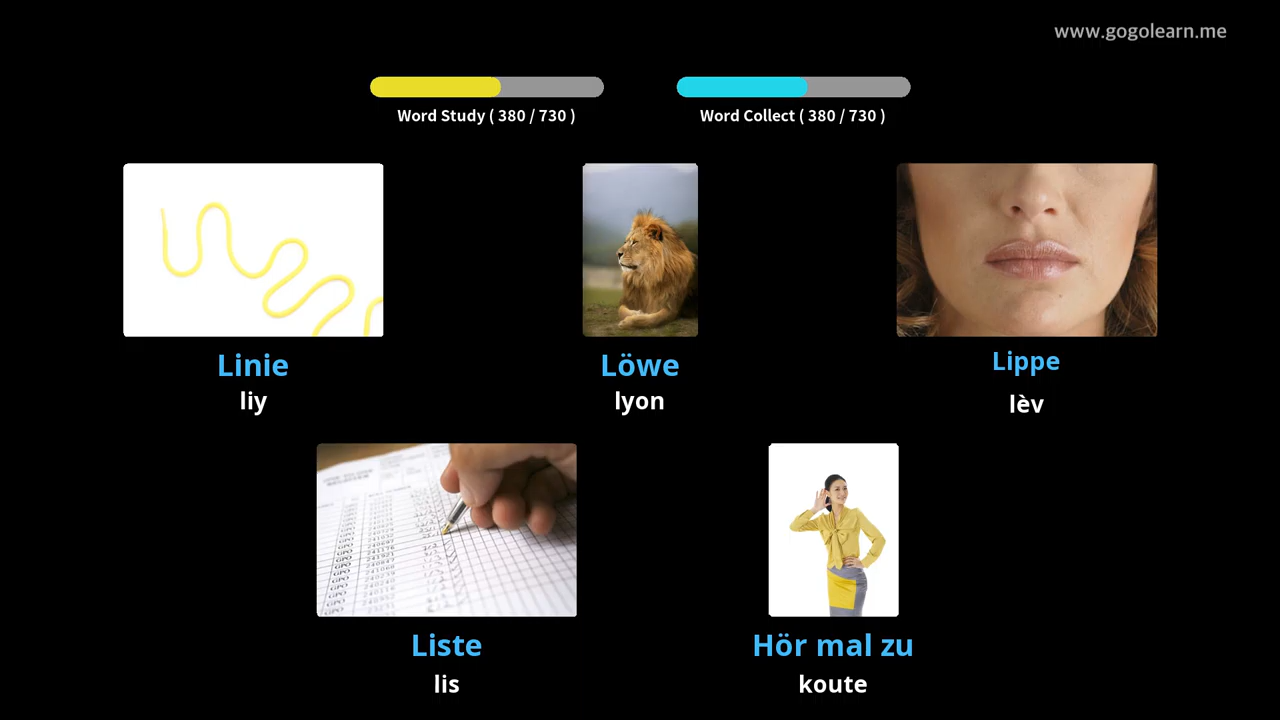 www.gogolearn.me
Word Study ( 380 / 730 )
Word Collect ( 380 / 730 )
Linie
liy
Löwe
lyon
Lippe
lèv
Liste
lis
Hör mal zu
koute